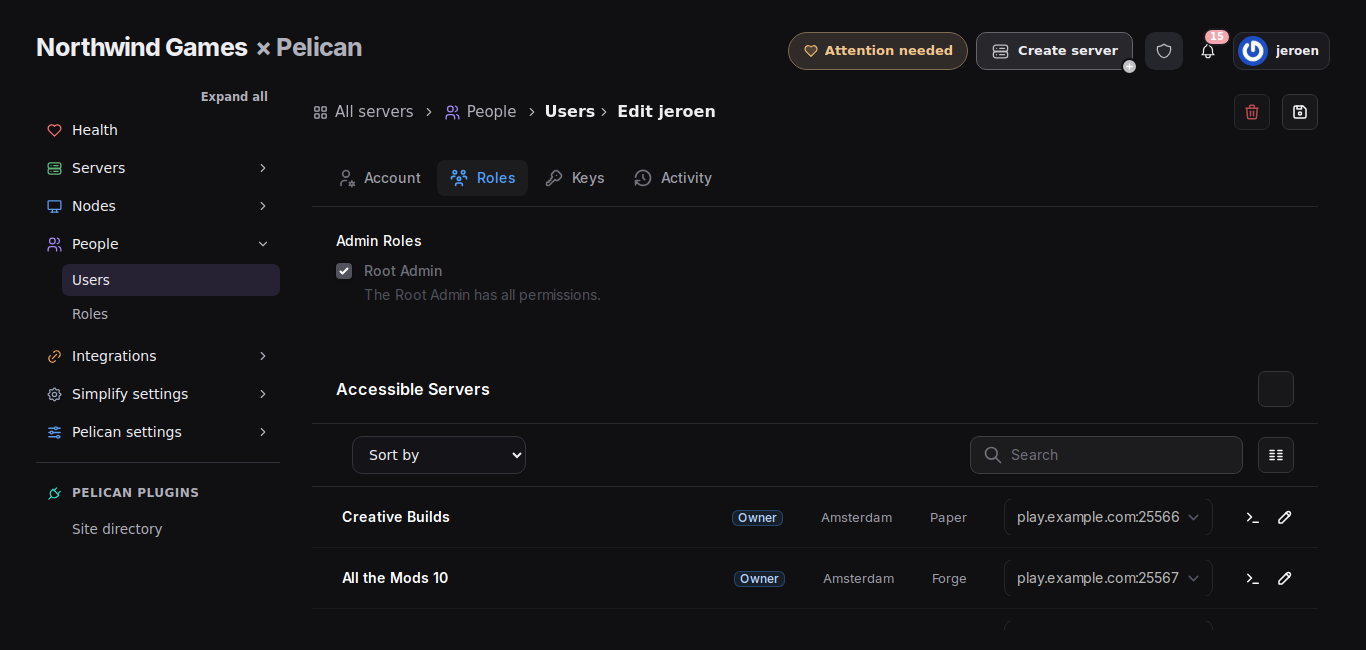 Northwind Games × Pelican
Attention needed
Create server
15
jeroen
Expand all
Health
Servers
Nodes
People
Users
Roles
Integrations
Simplify settings
Pelican settings
PELICAN PLUGINS
Site directory
All servers > People > Users > Edit jeroen
Account Roles Keys Activity
Admin Roles
Root Admin
The Root Admin has all permissions.
Accessible Servers
Sort by
Search
Creative Builds Owner Amsterdam Paper play.example.com:25566
All the Mods 10 Owner Amsterdam Forge play.example.com:25567